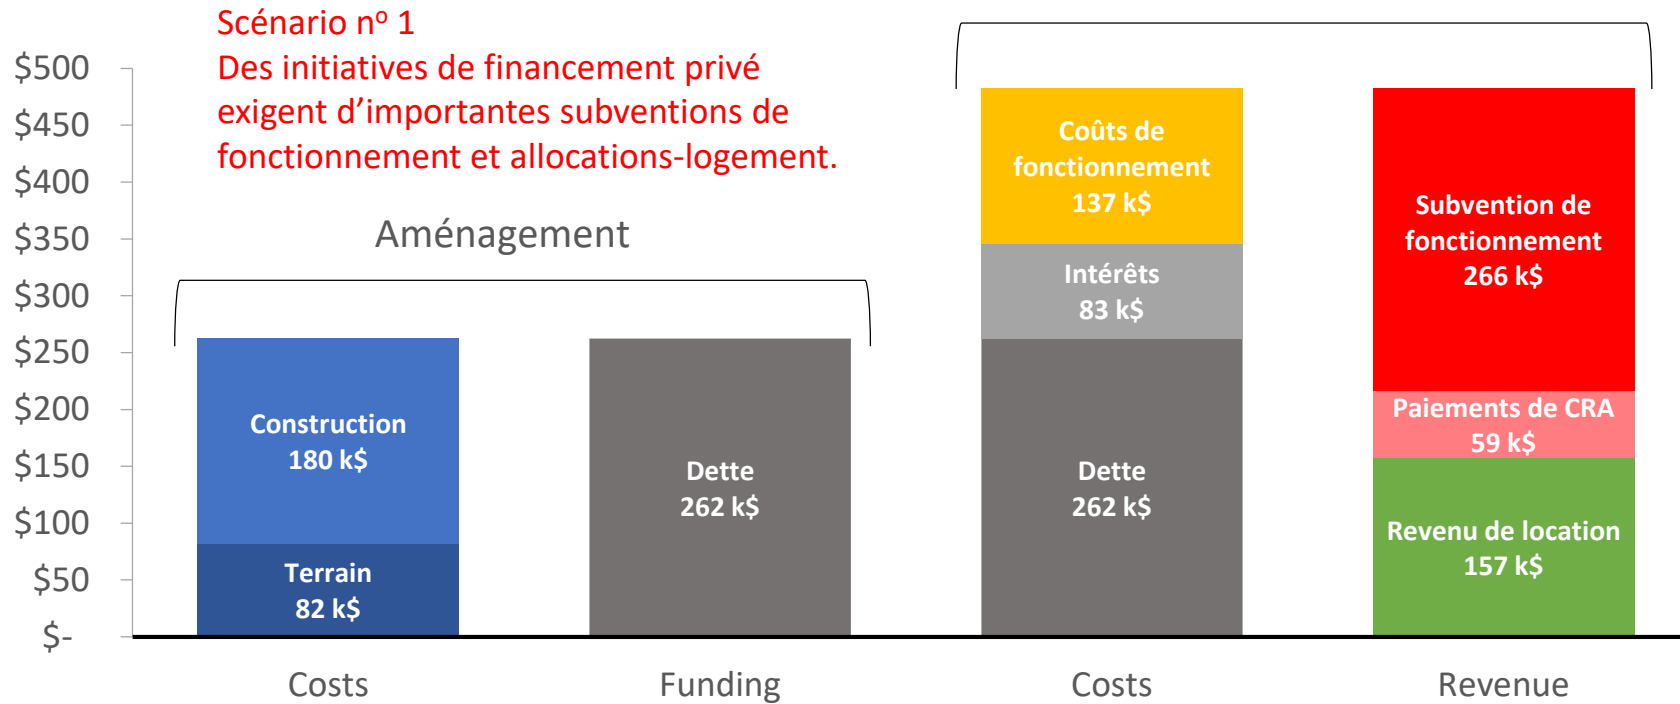 Scénario nº 1
Des initiatives de financement privé
exigent d’importantes subventions de
fonctionnement et allocations-logement.
Aménagement
$500
$450
$400
$350
$300
$250
$200
$150
$100
$50
$-
Construction
180 k$
Terrain
82 k$
Dette
262 k$
Coûts de
fonctionnement
137 k$
Intérêts
83 k$
Dette
262 k$
Subvention de
fonctionnement
266 k$
Paiements de CRA
59 k$
Revenu de location
157 k$
Costs
Funding
Costs
Revenue